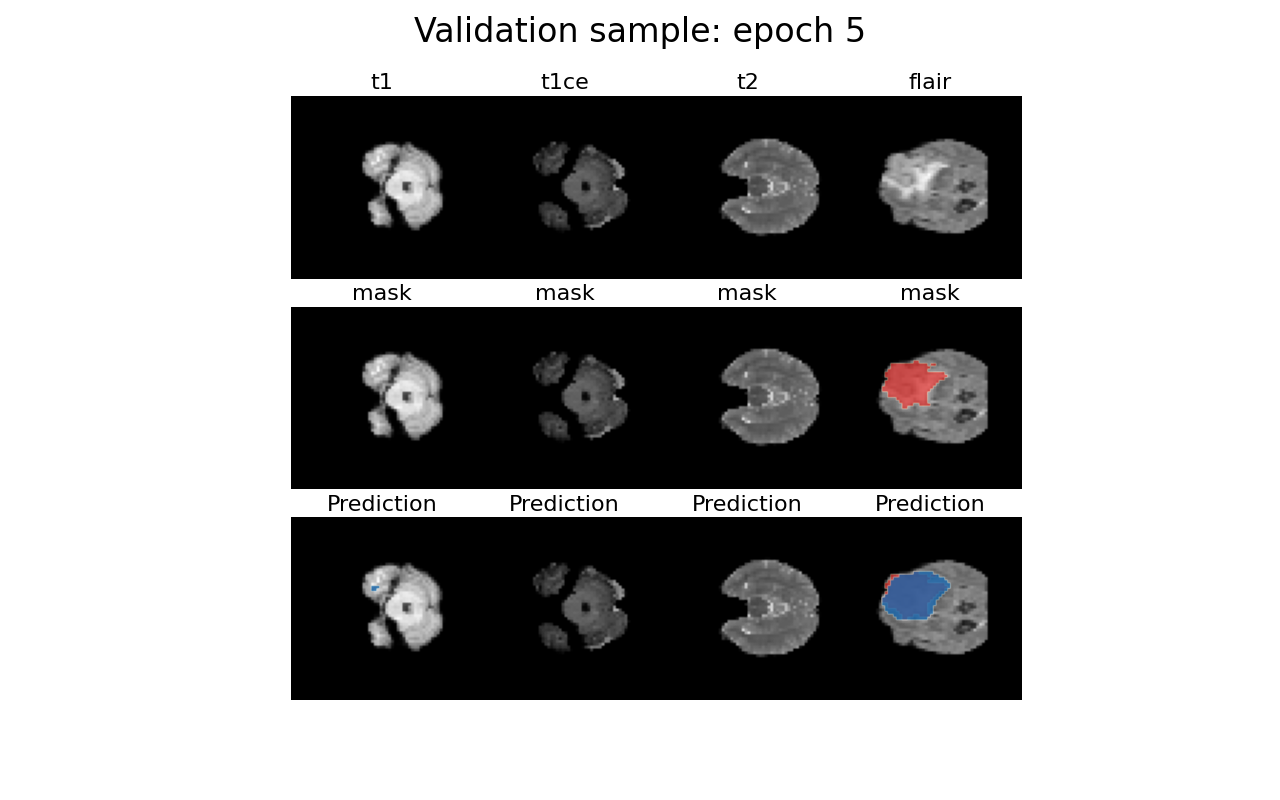 Validation sample: epoch 5
t1 t1ce t2 flair
mask mask mask mask
Prediction Prediction Prediction Prediction